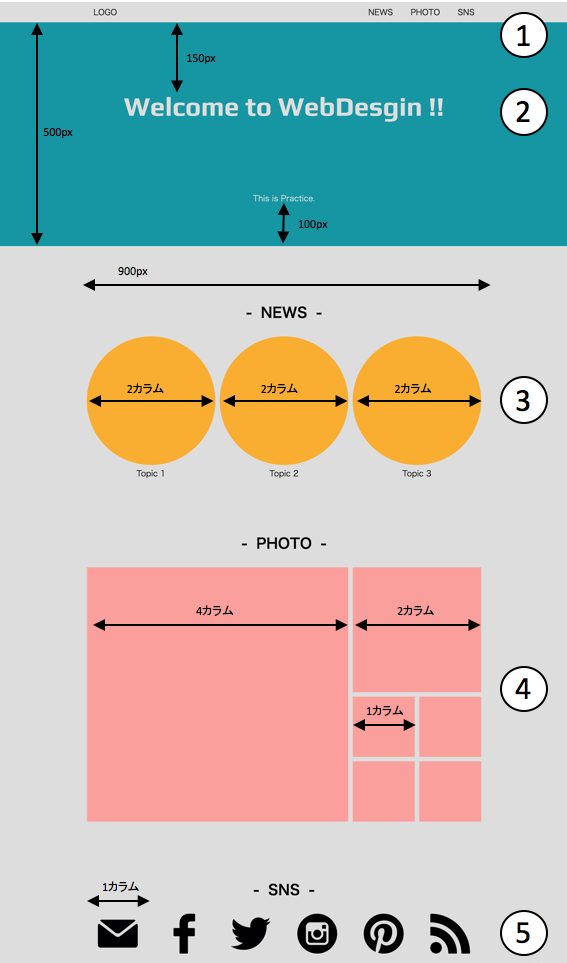 LOGO NEWS PHOTO SNS
1
150px
2
Welcome to WebDesgin !!
500px
This is Practice.
100px
900px
- NEWS -
2カラム 2カラム 2カラム
3
Topic 1 Topic 2 Topic 3
- PHOTO -
4カラム 2カラム
4
1カラム
- SNS -
1カラム
5